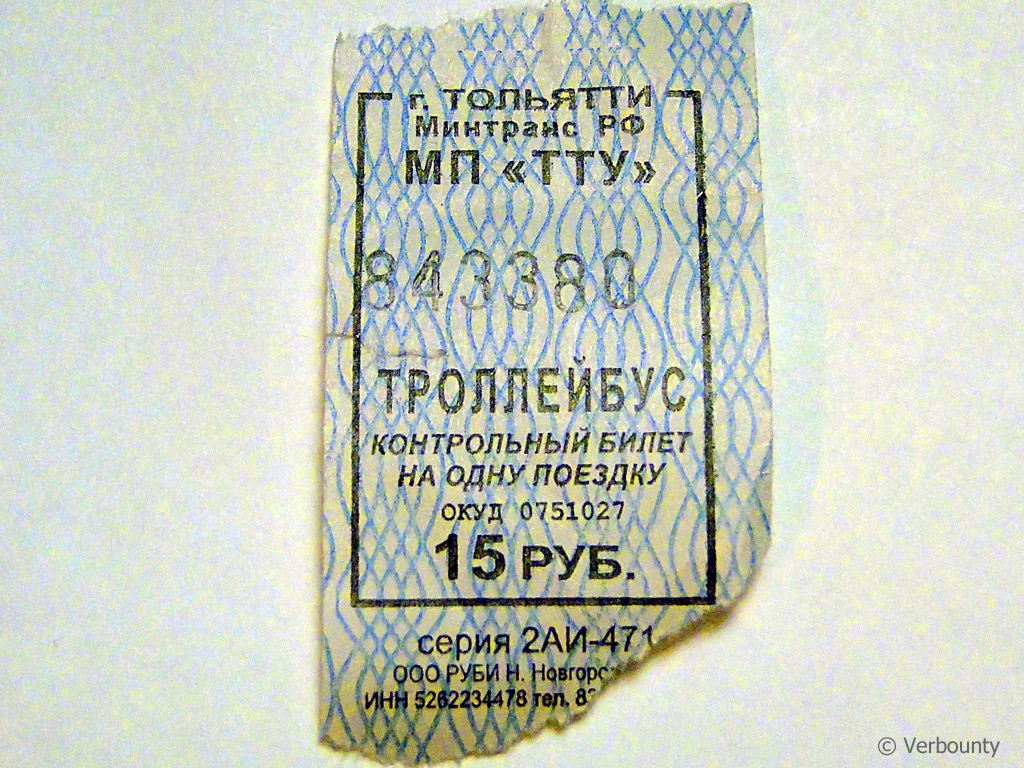 г. ТОЛЬЯТТИ
Минтранс РФ
МП «ТТУ»
843380
ТРОЛЛЕЙБУС
КОНТРОЛЬНЫЙ БИЛЕТ
НА ОДНУ ПОЕЗДКУ
ОКУД 0751027
15 РУБ.
серия 2АИ-471
ООО РУБИ Н.
ИНН 5262234478 тел.
© Verbounty